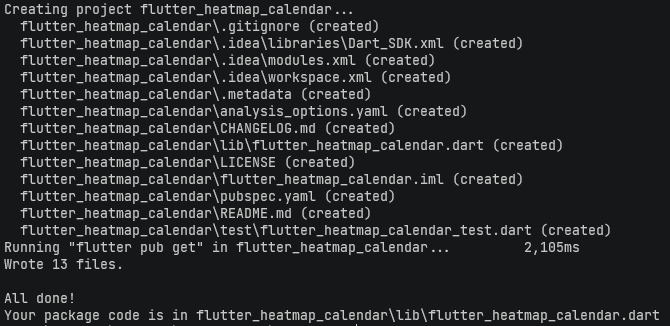 Creating project flutter_heatmap_calendar...
  flutter_heatmap_calendar\.gitignore (created)
  flutter_heatmap_calendar\.idea\libraries\Dart_SDK.xml (created)
  flutter_heatmap_calendar\.idea\modules.xml (created)
  flutter_heatmap_calendar\.idea\workspace.xml (created)
  flutter_heatmap_calendar\.metadata (created)
  flutter_heatmap_calendar\analysis_options.yaml (created)
  flutter_heatmap_calendar\CHANGELOG.md (created)
  flutter_heatmap_calendar\lib\flutter_heatmap_calendar.dart (created)
  flutter_heatmap_calendar\LICENSE (created)
  flutter_heatmap_calendar\flutter_heatmap_calendar.iml (created)
  flutter_heatmap_calendar\pubspec.yaml (created)
  flutter_heatmap_calendar\README.md (created)
  flutter_heatmap_calendar\test\flutter_heatmap_calendar_test.dart (created)
Running "flutter pub get" in flutter_heatmap_calendar...         2,105ms
Wrote 13 files.

All done!
Your package code is in flutter_heatmap_calendar\lib\flutter_heatmap_calendar.dart